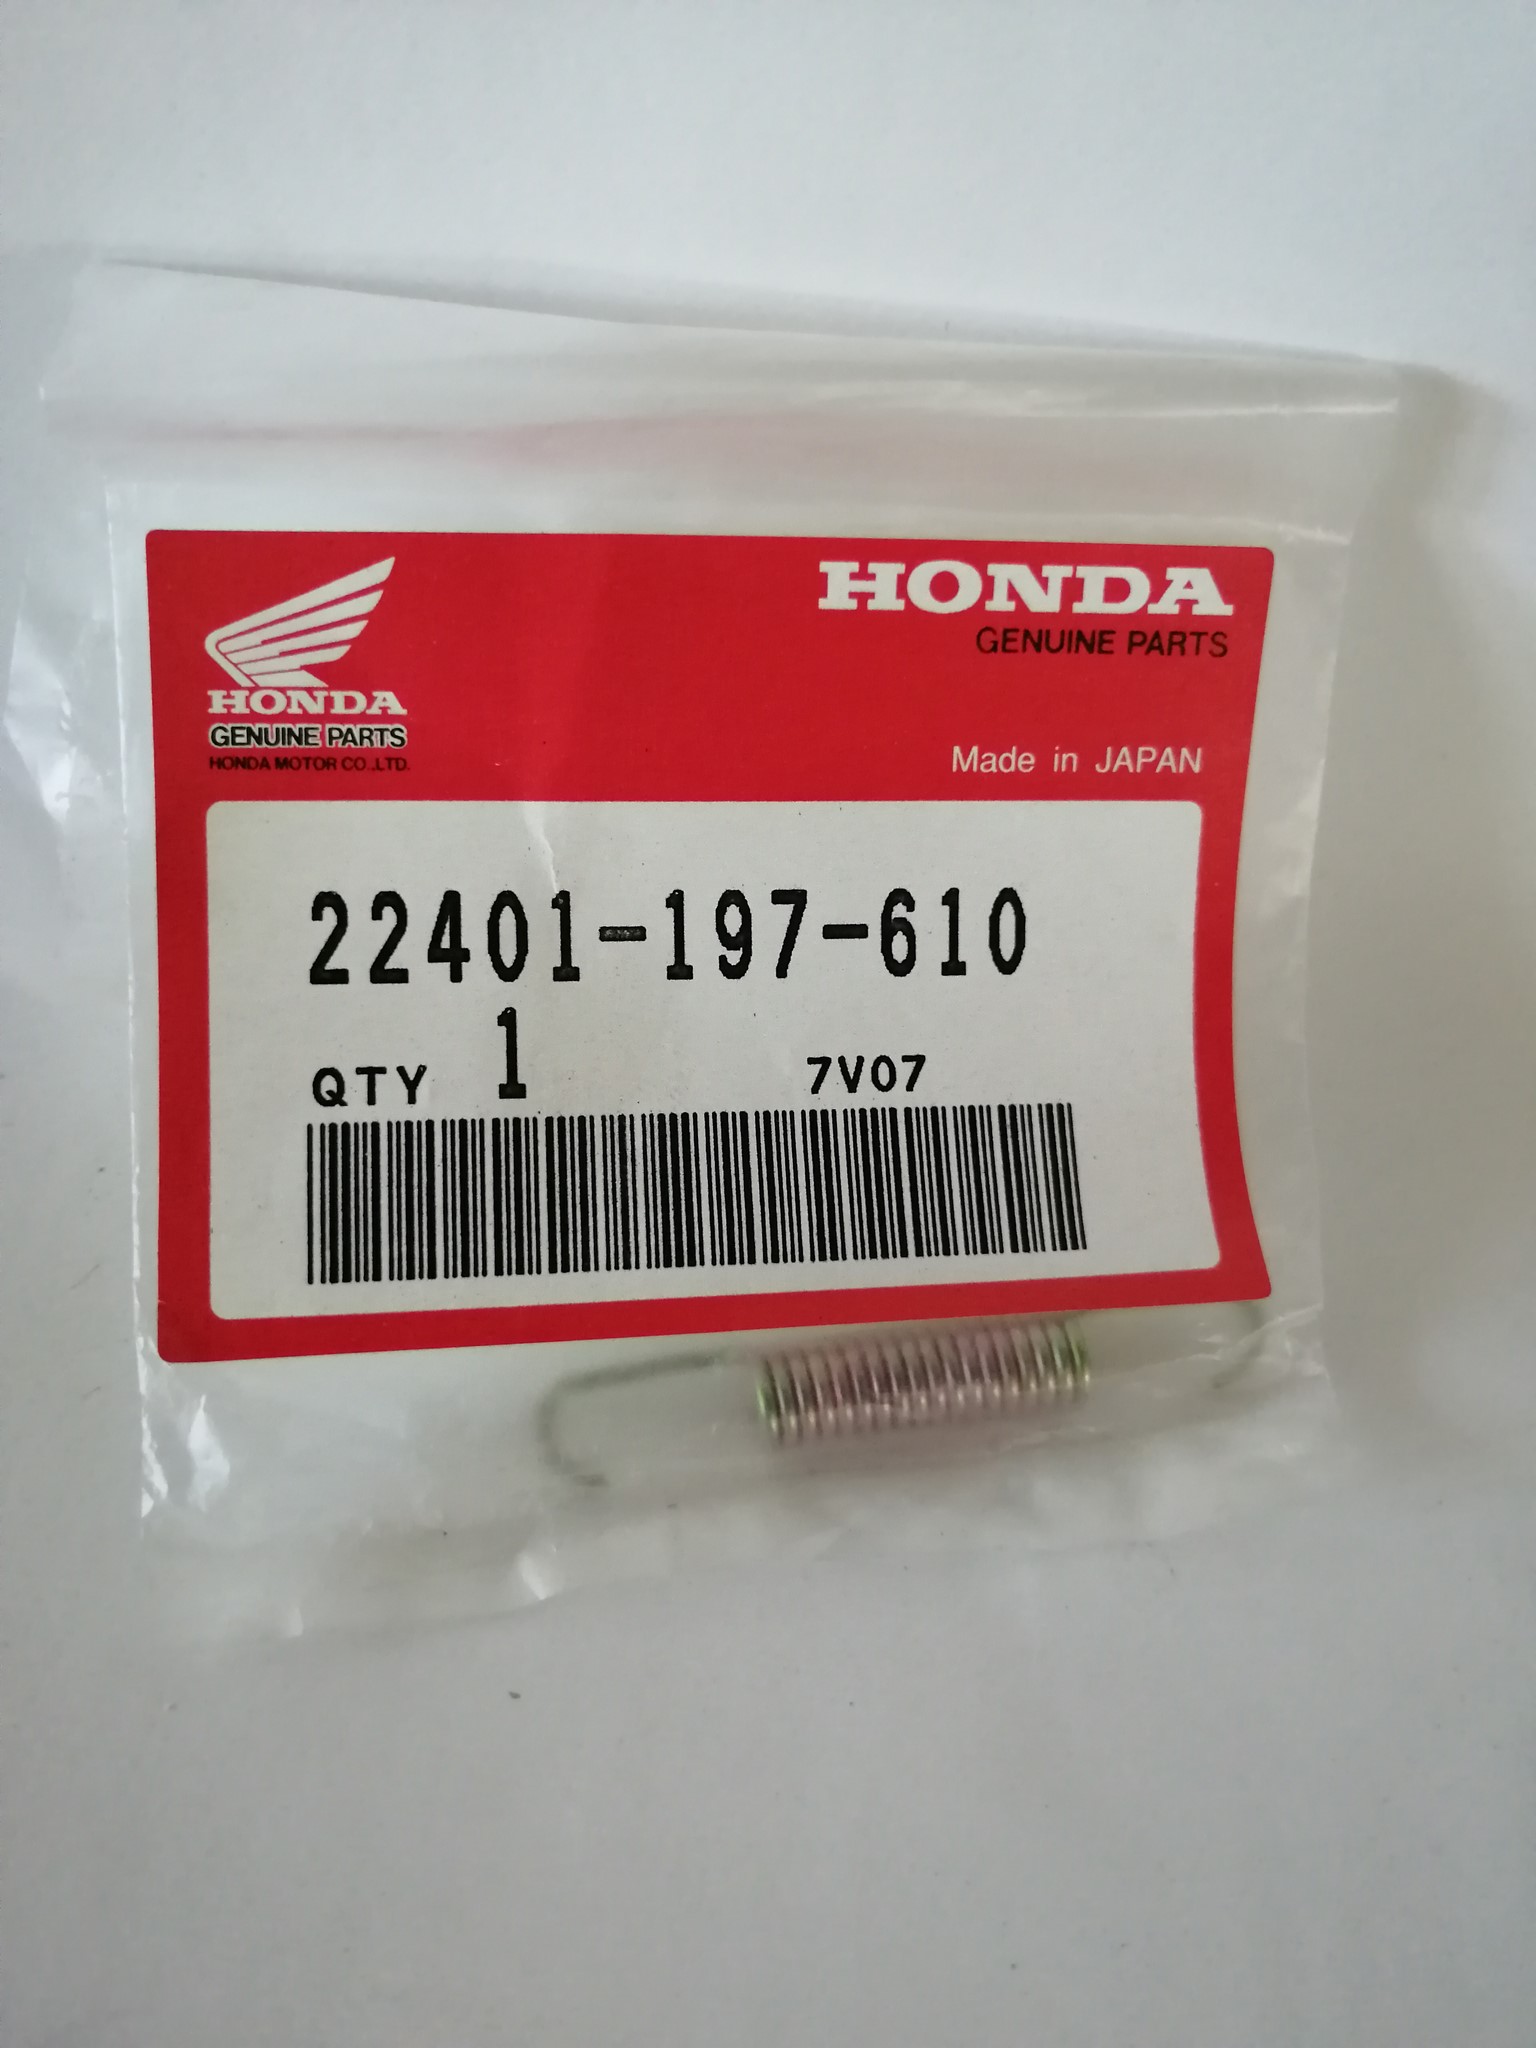 HONDA
GENUINE PARTS
HONDA
GENUINE PARTS
HONDA MOTOR CO.,LTD.
Made in JAPAN
22401-197-610
QTY 1 7V07